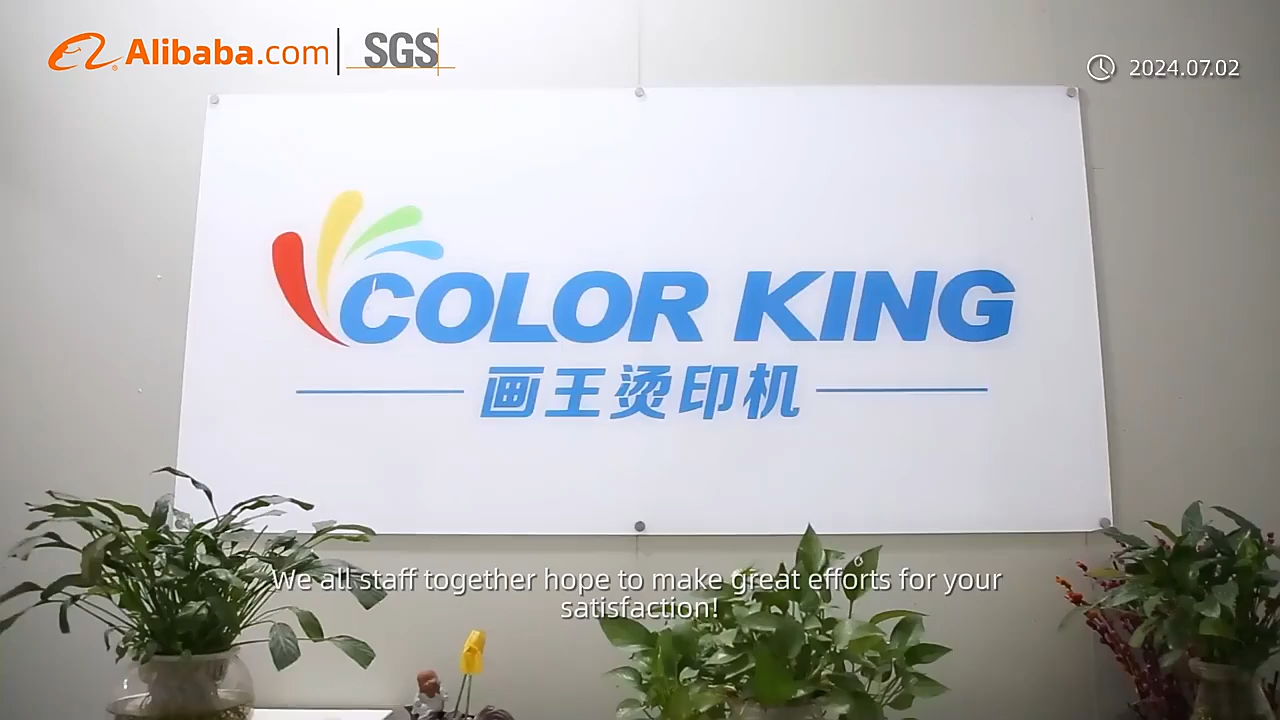 Alibaba.com | SGS
2024.07.02
COLOR KING
画王烫印机
We all staff together hope to make great efforts for your
satisfaction!